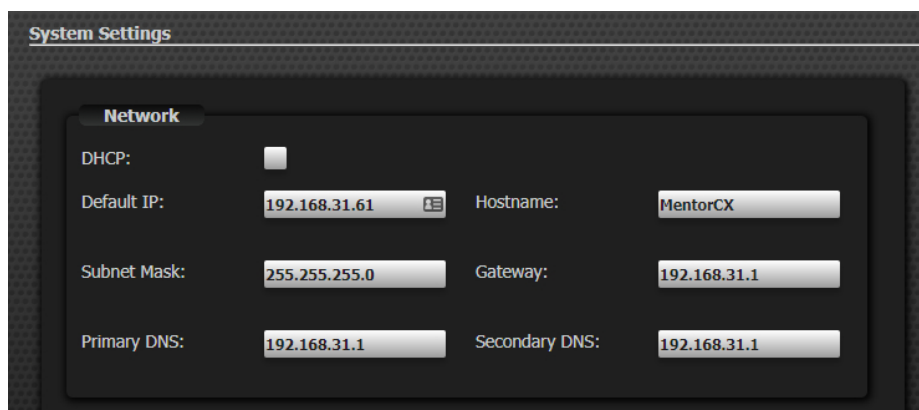 System Settings
Network
DHCP:
Default IP: 192.168.31.61 Hostname: MentorCX
Subnet Mask: 255.255.255.0 Gateway: 192.168.31.1
Primary DNS: 192.168.31.1 Secondary DNS: 192.168.31.1